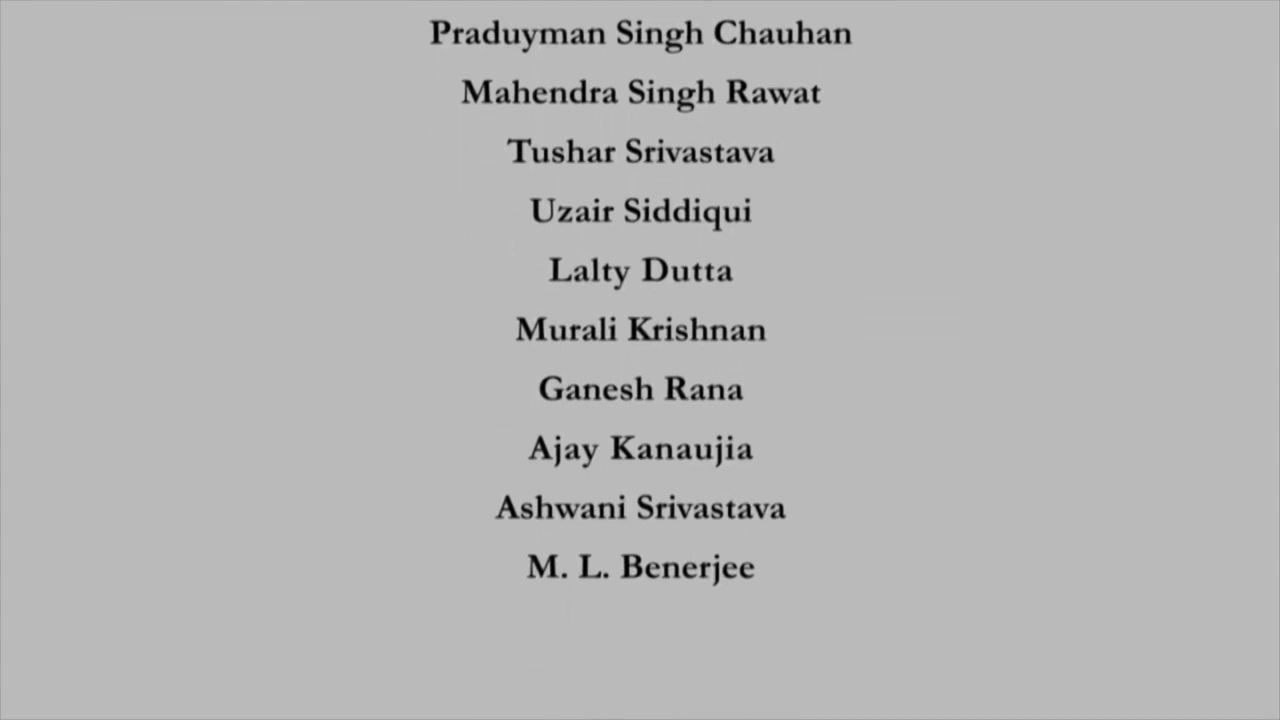 Praduyman Singh Chauhan
Mahendra Singh Rawat
Tushar Srivastava
Uzair Siddiqui
Lalty Dutta
Murali Krishnan
Ganesh Rana
Ajay Kanaujia
Ashwani Srivastava
M. L. Benerjee